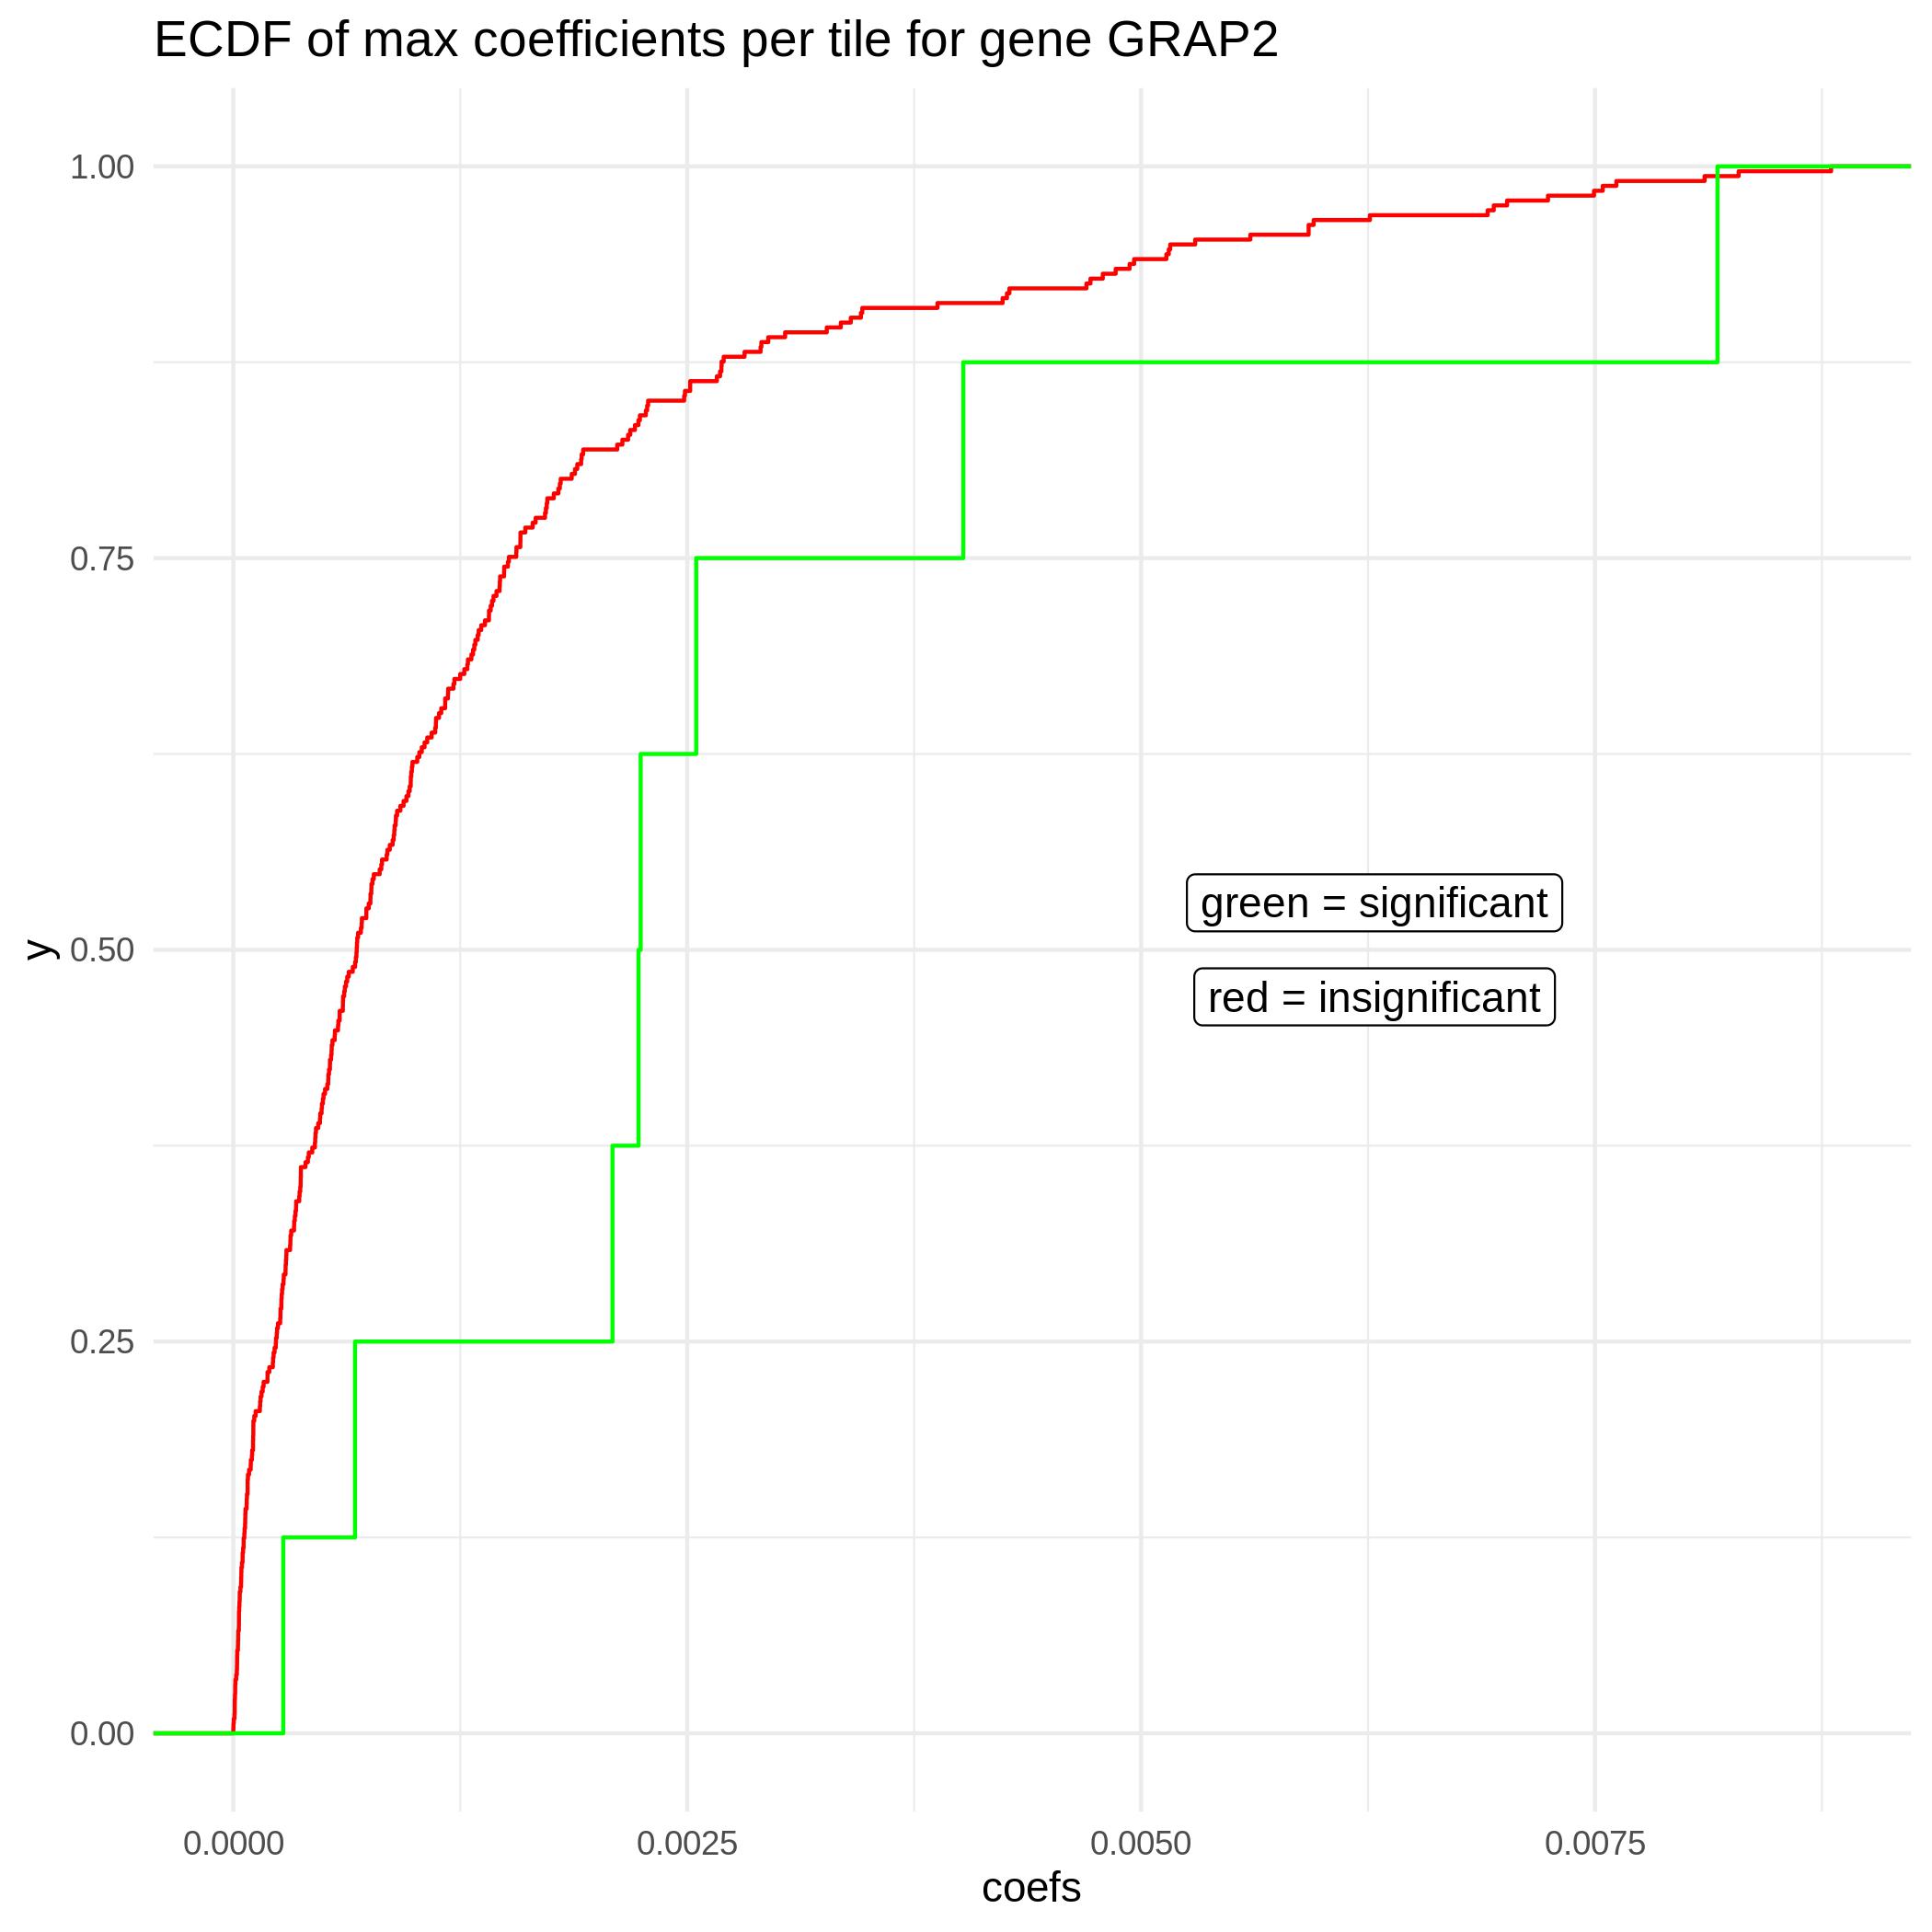 ECDF of max coefficients per tile for gene GRAP2
1.00
0.75
0.50
0.25
0.00
y
green = significant
red = insignificant
0.0000 0.0025 0.0050 0.0075
coefs